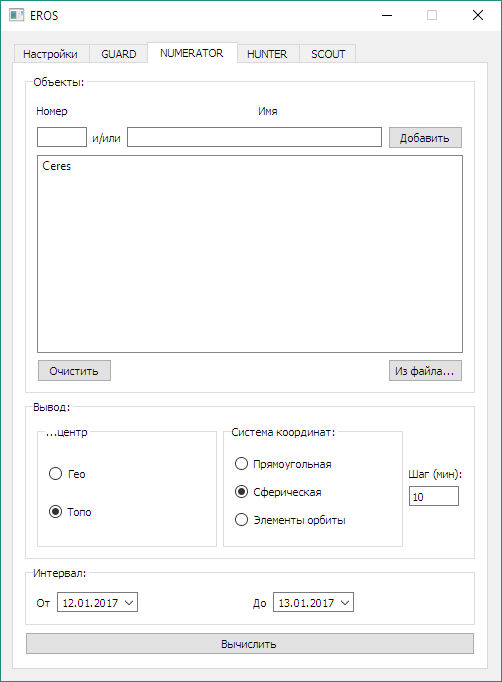 EROS
Настройки GUARD NUMERATOR HUNTER SCOUT
Объекты:
Номер Имя
и/или Добавить
Ceres
Очистить Из файла...
Вывод:
...центр Система координат:
Гео Прямоугольная
Шаг (мин):
Топо Сферическая 10
Элементы орбиты
Интервал:
От 12.01.2017 До 13.01.2017
Вычислить